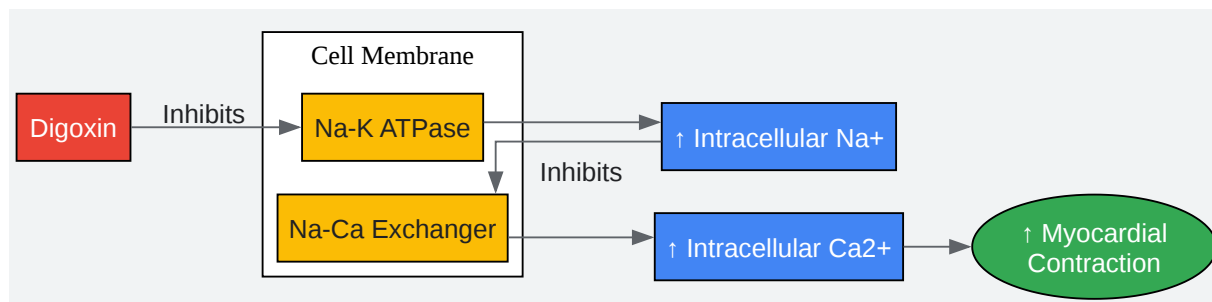 Cell Membrane
Digoxin
Inhibits
Na-K ATPase
↑ Intracellular Na+
Inhibits
Na-Ca Exchanger
↑ Intracellular Ca2+
↑ Myocardial
Contraction